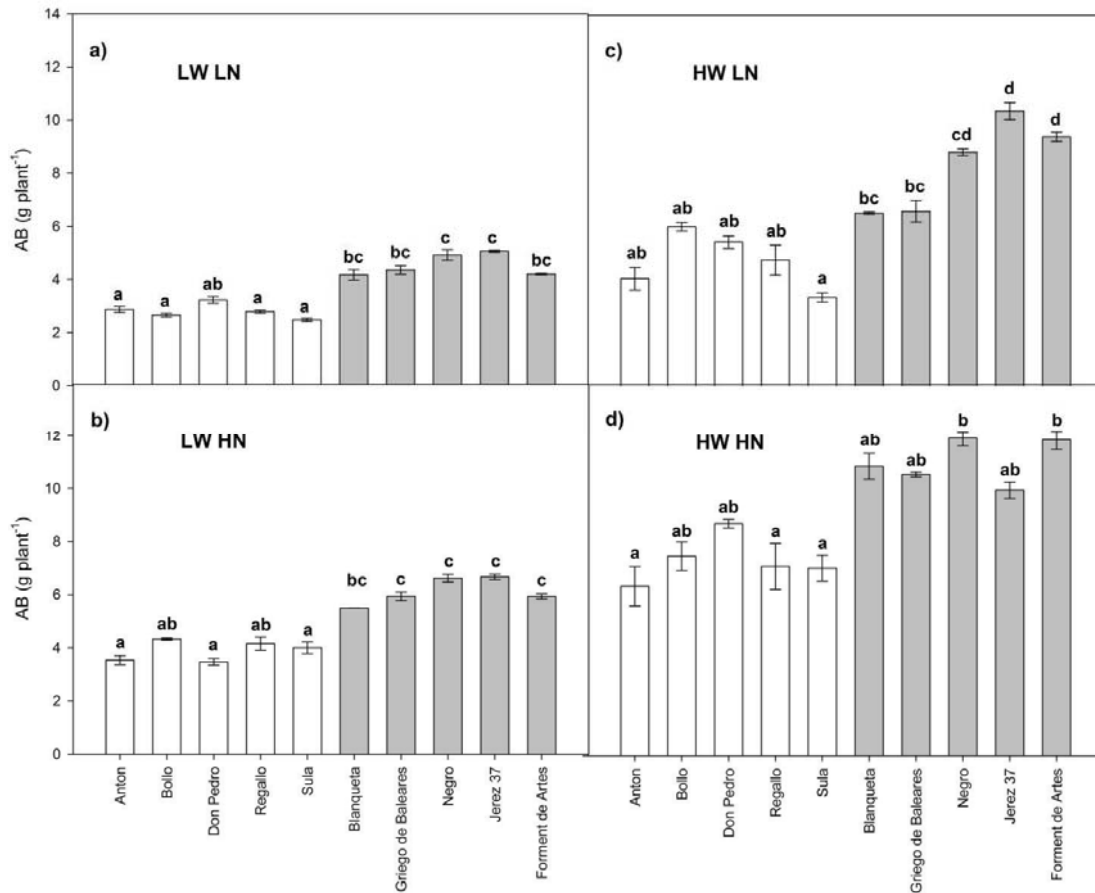 a)
LW LN
14
12
10
8
6
4
2
0
AB (g plant⁻¹)
a a ab a a bc bc c c bc
c)
HW LN
ab ab ab ab a bc bc cd d d
b)
LW HN
12
10
8
6
4
2
0
AB (g plant⁻¹)
a ab a ab a bc c c c c
d)
HW HN
a ab ab a a ab ab b ab b
Anton
Bollo
Don Pedro
Regallo
Sula
Blanqueta
Griego de Baleares
Negro
Jerez 37
Forment de Artes
Anton
Bollo
Don Pedro
Regallo
Sula
Blanqueta
Griego de Baleares
Negro
Jerez 37
Forment de Artes